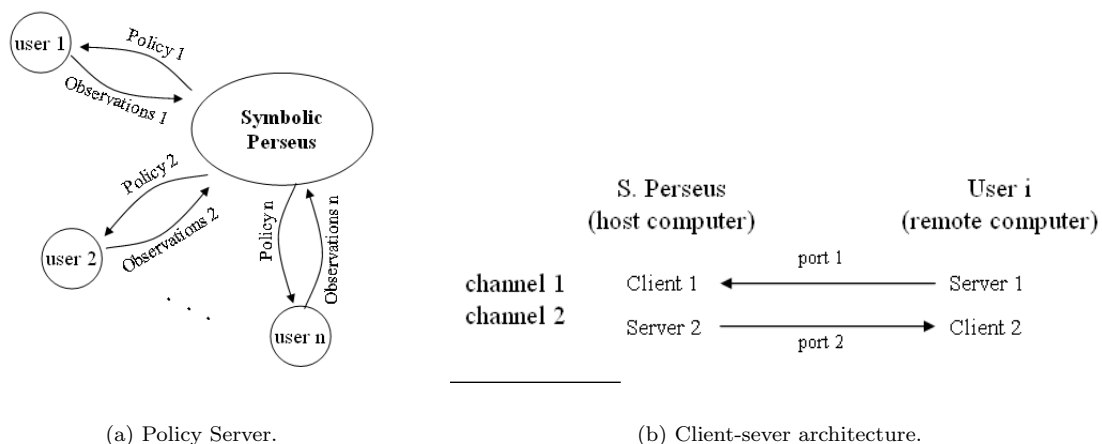 user 1
Policy 1
Observations 1
Symbolic
Perseus
Policy 2
Observations 2
user 2
Policy n
Observations n
. . .
user n
(a) Policy Server.
S. Perseus
(host computer)
User i
(remote computer)
channel 1
Client 1
port 1
Server 1
channel 2
Server 2
port 2
Client 2
(b) Client-sever architecture.